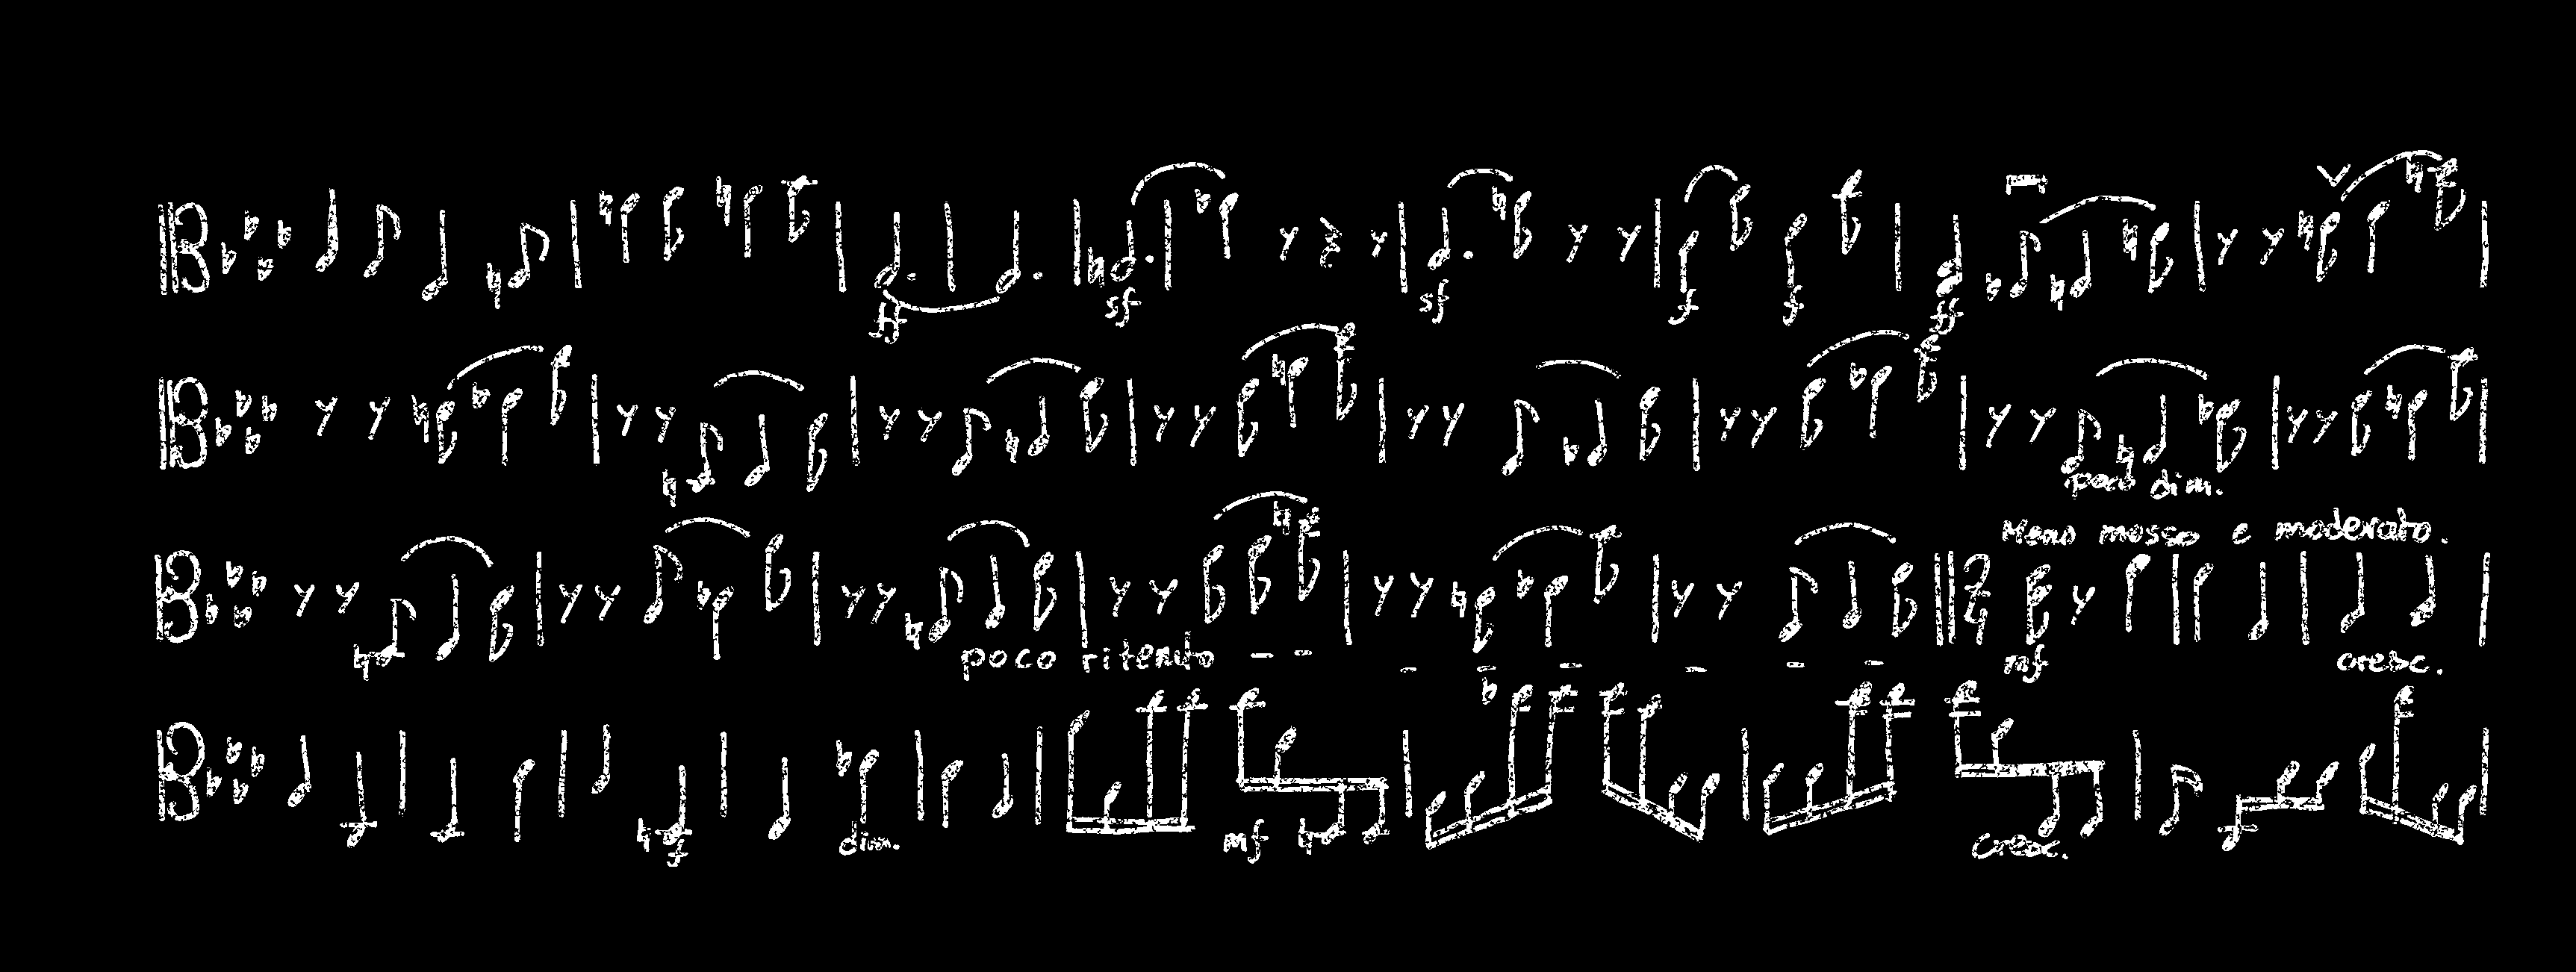 ff sf sf f f ff
poco dim.
Meno mosso e moderato.
poco ritenuto mf cresc.
f dim. mf cresc.